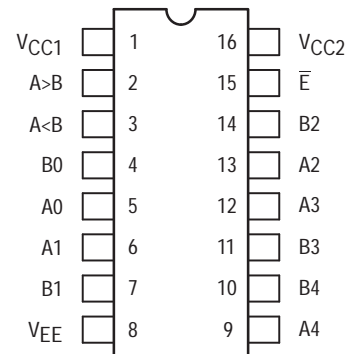 VCC1 1 16 VCC2
A>B 2 15 E̅
A<B 3 14 B2
B0 4 13 A2
A0 5 12 A3
A1 6 11 B3
B1 7 10 B4
VEE 8 9 A4